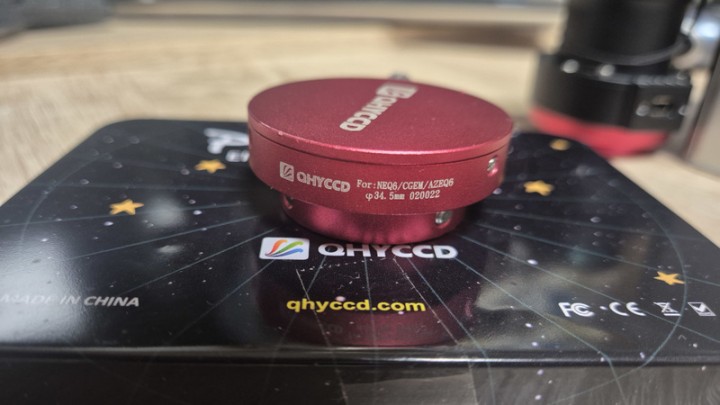 QHYCCD
QHYCCD
For:NEQ6/CGEM/AZEQ6
φ34.5mm 020022
QHYCCD
MADE IN CHINA
qhyccd.com
FC CE